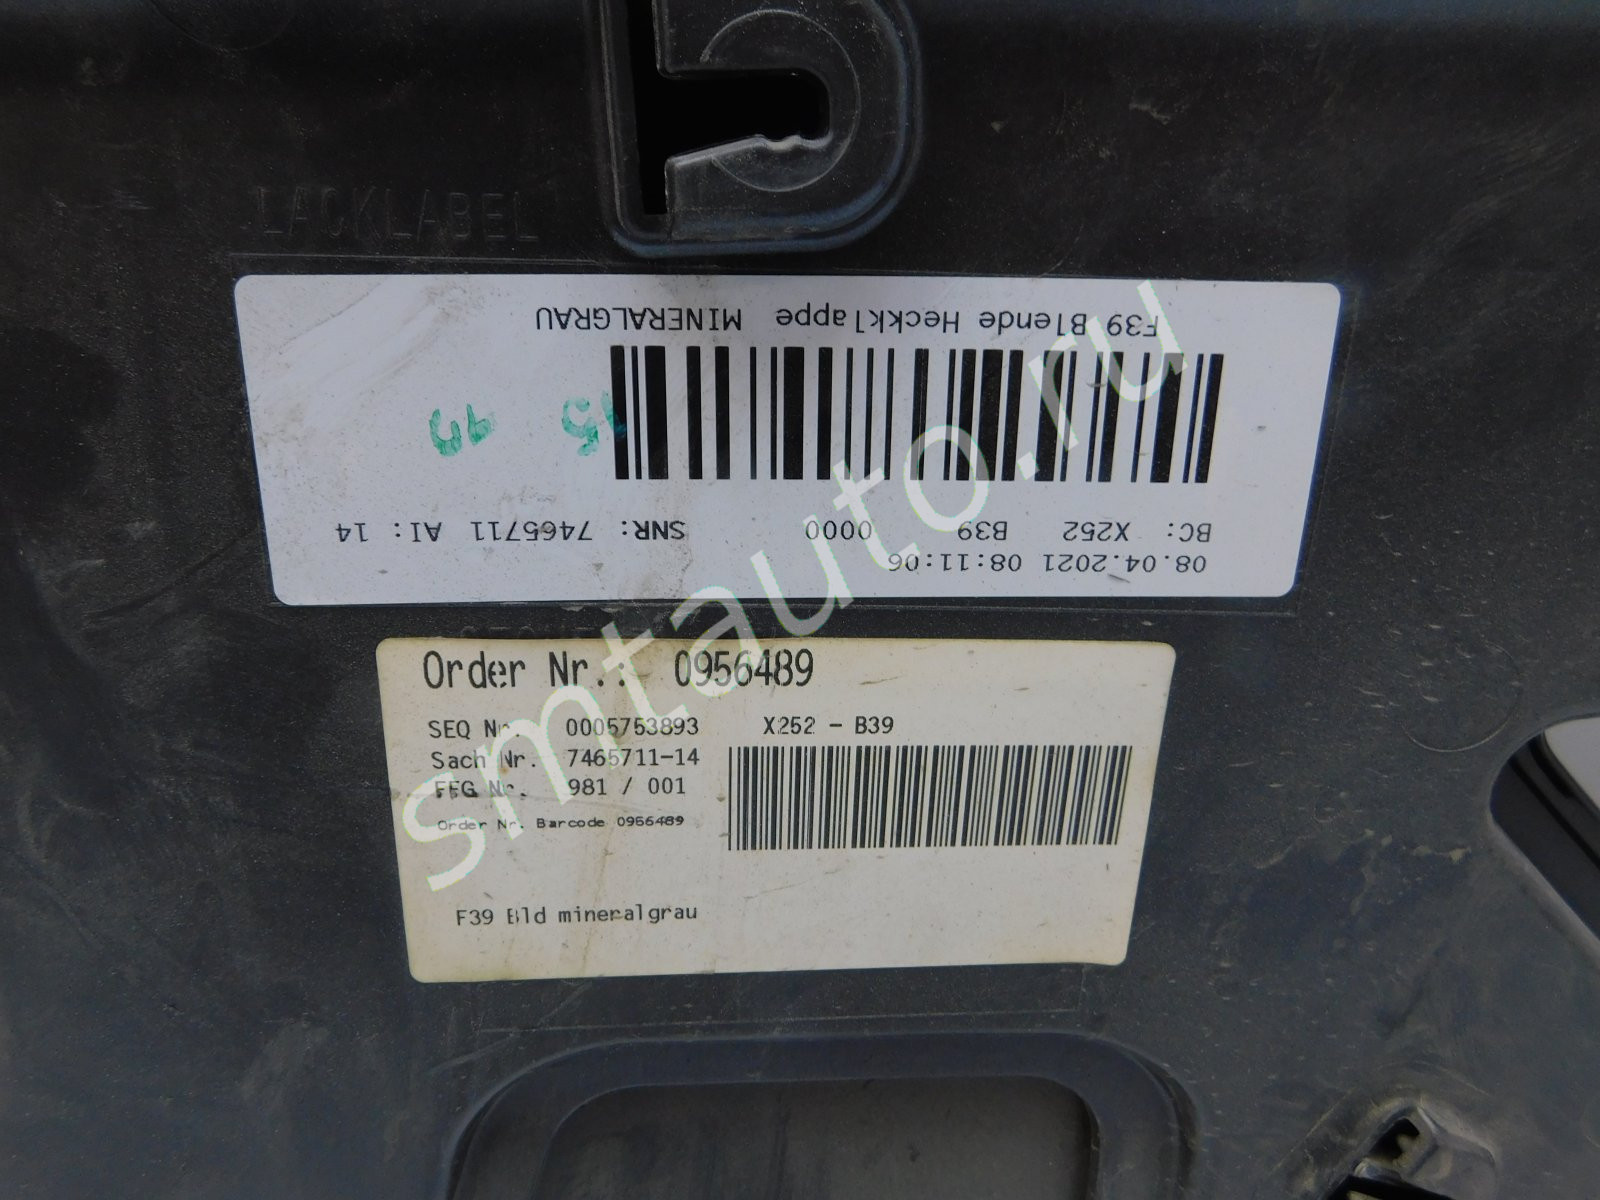 LACKLABEL
F39 Blende Heckklappe MINERALGRAU
BC: X252 B39 0000 SNR: 7465711 AI: 14
08.04.2021 08:11:06
Order Nr.: 0956489
SEQ Nr. 0005753893 X252 - B39
Sach Nr. 7465711-14
FFG Nr. 981 / 001
Order Nr. Barcode 0956489
F39 Bld mineralgrau
smtauto.ru